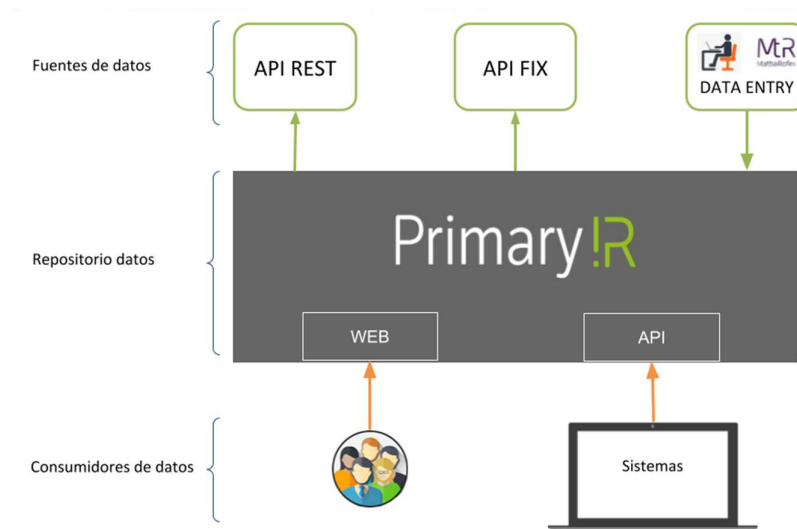 Fuentes de datos
API REST
API FIX
MtR
MatbaRofex
DATA ENTRY
Repositorio datos
Primary !R
WEB
API
Consumidores de datos
Sistemas